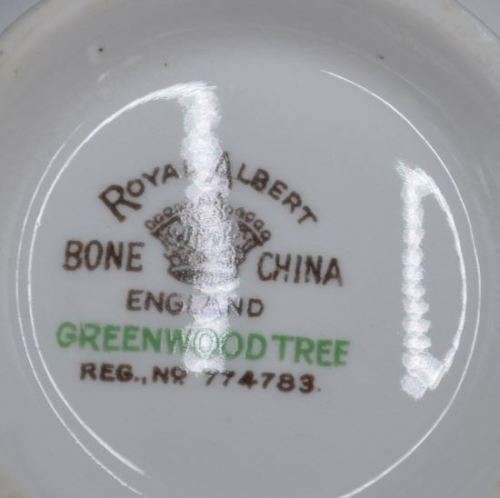 ROYAL ALBERT
BONE CHINA
ENGLAND
GREENWOOD TREE
REG., No 774783.